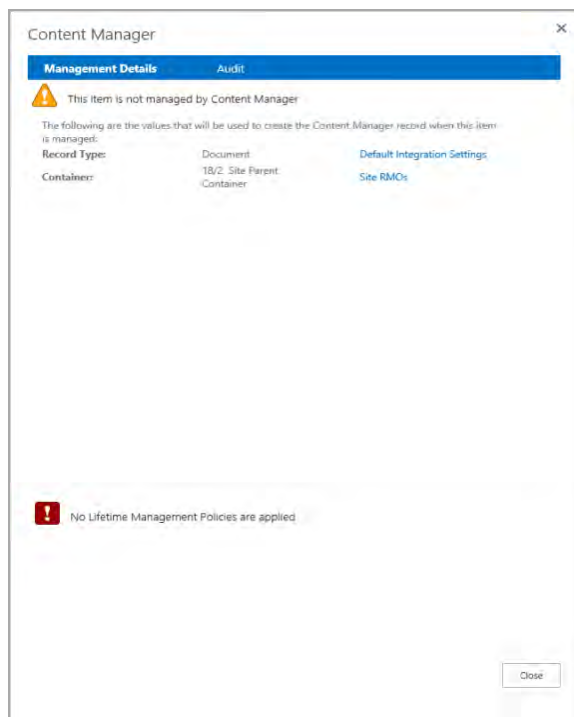 Content Manager
Management Details Audit
This item is not managed by Content Manager
The following are the values that will be used to create the Content Manager record when this item
is managed:
Record Type: Document Default Integration Settings
Container: 18/2: Site Parent Container Site RMOs
No Lifetime Management Policies are applied
Close